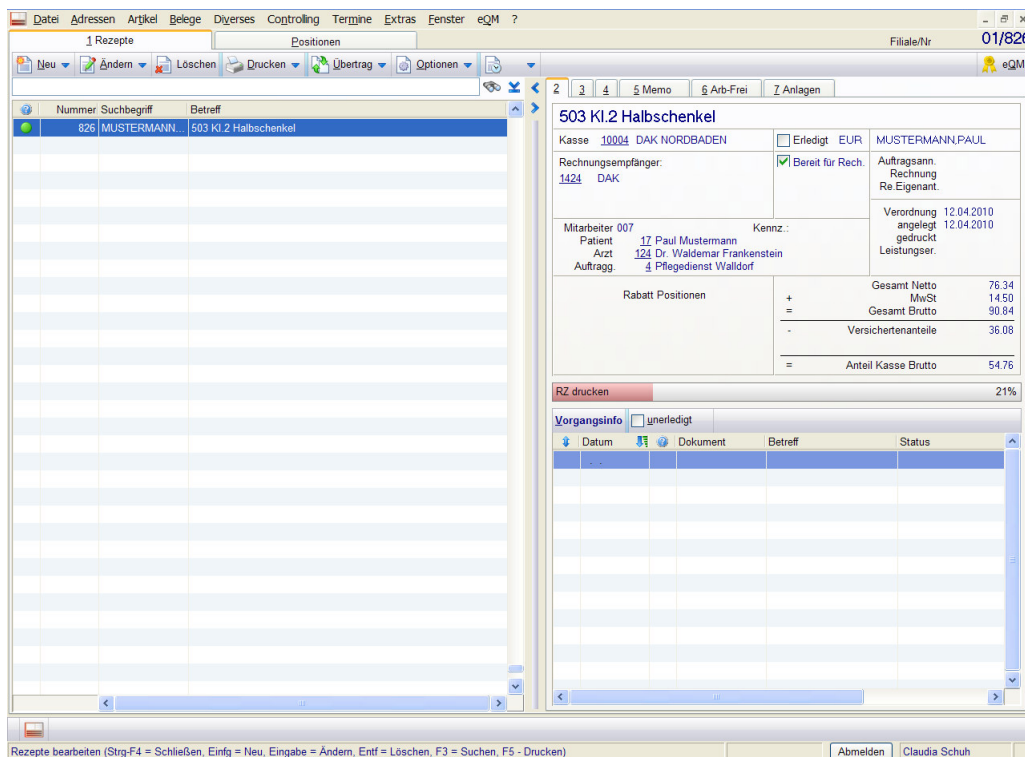 Datei Adressen Artikel Belege Diverses Controlling Termine Extras Fenster eQM ?
1 Rezepte Positionen Filiale/Nr 01/826
Neu Ändern Löschen Drucken Übertrag Optionen eQM
2 3 4 5 Memo 6 Arb-Frei 7 Anlagen
Nummer Suchbegriff Betreff
826 MUSTERMANN... 503 Kl.2 Halbschenkel
503 Kl.2 Halbschenkel
Kasse 10004 DAK NORDBADEN Erledigt EUR MUSTERMANN,PAUL
Rechnungsempfänger: Bereit für Rech. Auftragsann.
1424 DAK Rechnung
Re.Eigenant.
Verordnung 12.04.2010
Mitarbeiter 007 Kennz.: angelegt 12.04.2010
Patient 17 Paul Mustermann gedruckt
Arzt 124 Dr. Waldemar Frankenstein Leistungser.
Auftragg. 4 Pflegedienst Walldorf
Gesamt Netto 76.34
Rabatt Positionen + MwSt 14.50
= Gesamt Brutto 90.84
- Versichertenanteile 36.08
= Anteil Kasse Brutto 54.76
RZ drucken 21%
Vorgangsinfo unerledigt
Datum Dokument Betreff Status
. .
Rezepte bearbeiten (Strg-F4 = Schließen, Einfg = Neu, Eingabe = Ändern, Entf = Löschen, F3 = Suchen, F5 - Drucken) Abmelden Claudia Schuh